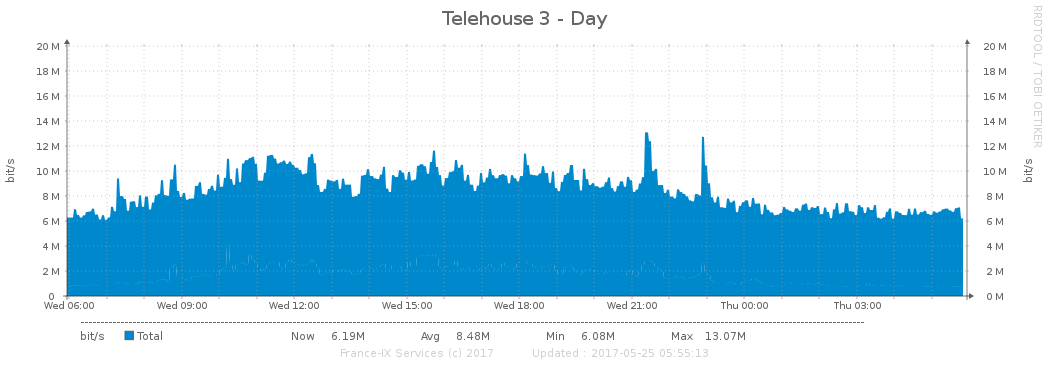 Telehouse 3 - Day
RRDTOOL / TOBI OETIKER
bit/s
bit/s
20 M 20 M
18 M 18 M
16 M 16 M
14 M 14 M
12 M 12 M
10 M 10 M
8 M 8 M
6 M 6 M
4 M 4 M
2 M 2 M
0 0 M
Wed 06:00 Wed 09:00 Wed 12:00 Wed 15:00 Wed 18:00 Wed 21:00 Thu 00:00 Thu 03:00
bit/s Total Now 6.19M Avg 8.48M Min 6.08M Max 13.07M
France-IX Services (c) 2017 Updated : 2017-05-25 05:55:13